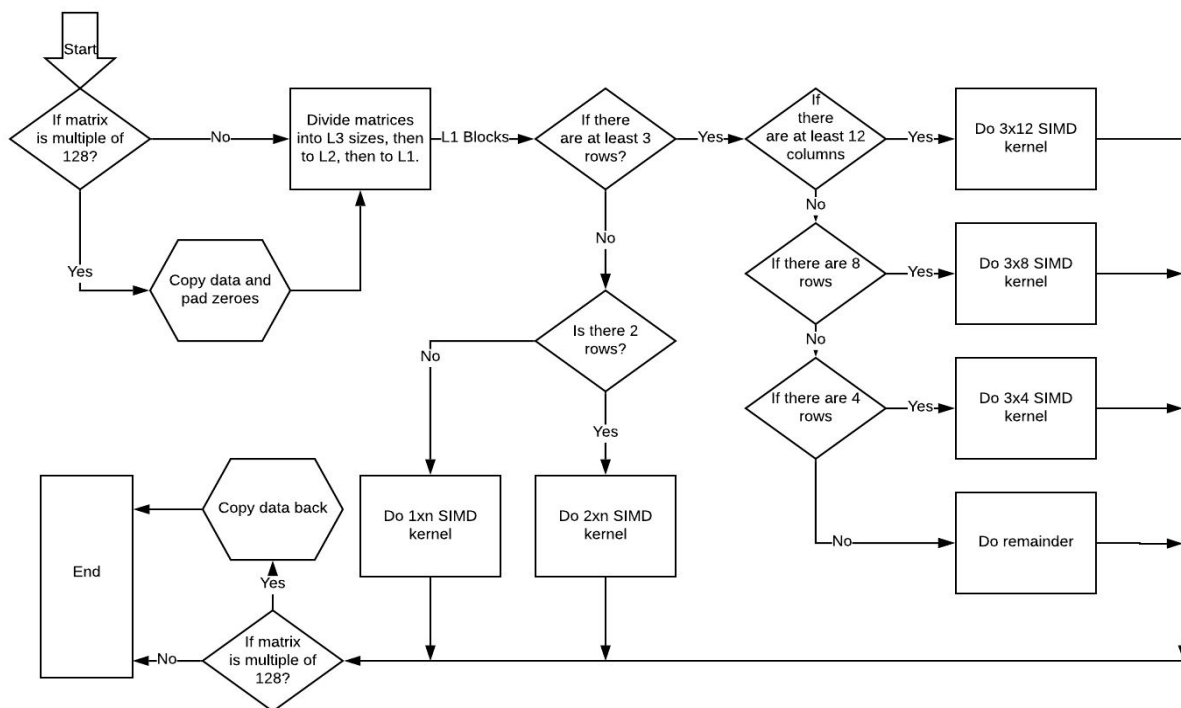 Start
If matrix
is multiple of
128?
No
Yes
Copy data and
pad zeroes
Divide matrices
into L3 sizes, then
to L2, then to L1.
L1 Blocks
If there
are at least 3
rows?
Yes
No
If
there
are at least 12
columns
Yes
Do 3x12 SIMD
kernel
No
If there are 8
rows
Yes
Do 3x8 SIMD
kernel
No
If there are 4
rows
Yes
Do 3x4 SIMD
kernel
No
Do remainder
Is there 2
rows?
No
Yes
Do 1xn SIMD
kernel
Do 2xn SIMD
kernel
If matrix
is multiple of
128?
Yes
Copy data back
No
End